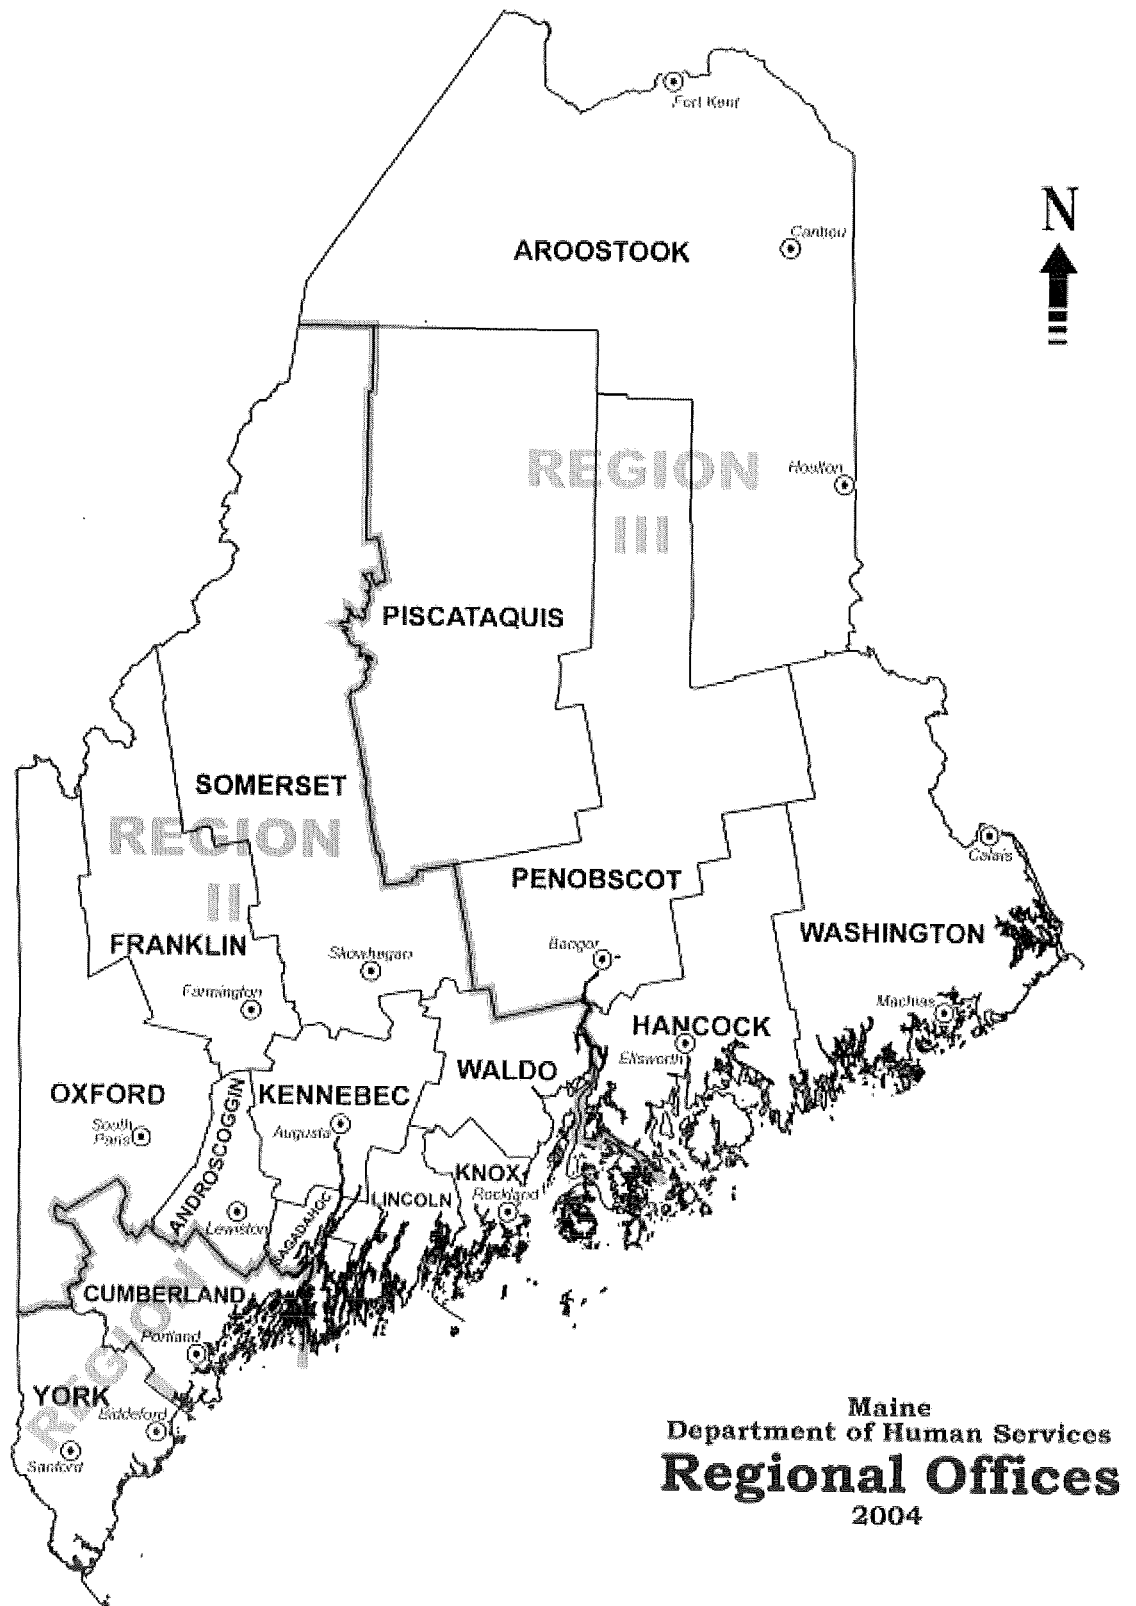 Fort Kent
N
Caribou
AROOSTOOK
REGION
III
Houlton
PISCATAQUIS
SOMERSET
REGION
II
Calais
PENOBSCOT
WASHINGTON
FRANKLIN
Skowhegan
Bangor
Farmington
Machias
HANCOCK
Ellsworth
WALDO
OXFORD
KENNEBEC
South
Paris
Augusta
ANDROSCOGGIN
KNOX
Rockland
LINCOLN
SAGADAHOC
Lewiston
CUMBERLAND
REGION
I
Portland
YORK
Biddeford
Sanford
Maine
Department of Human Services
Regional Offices
2004